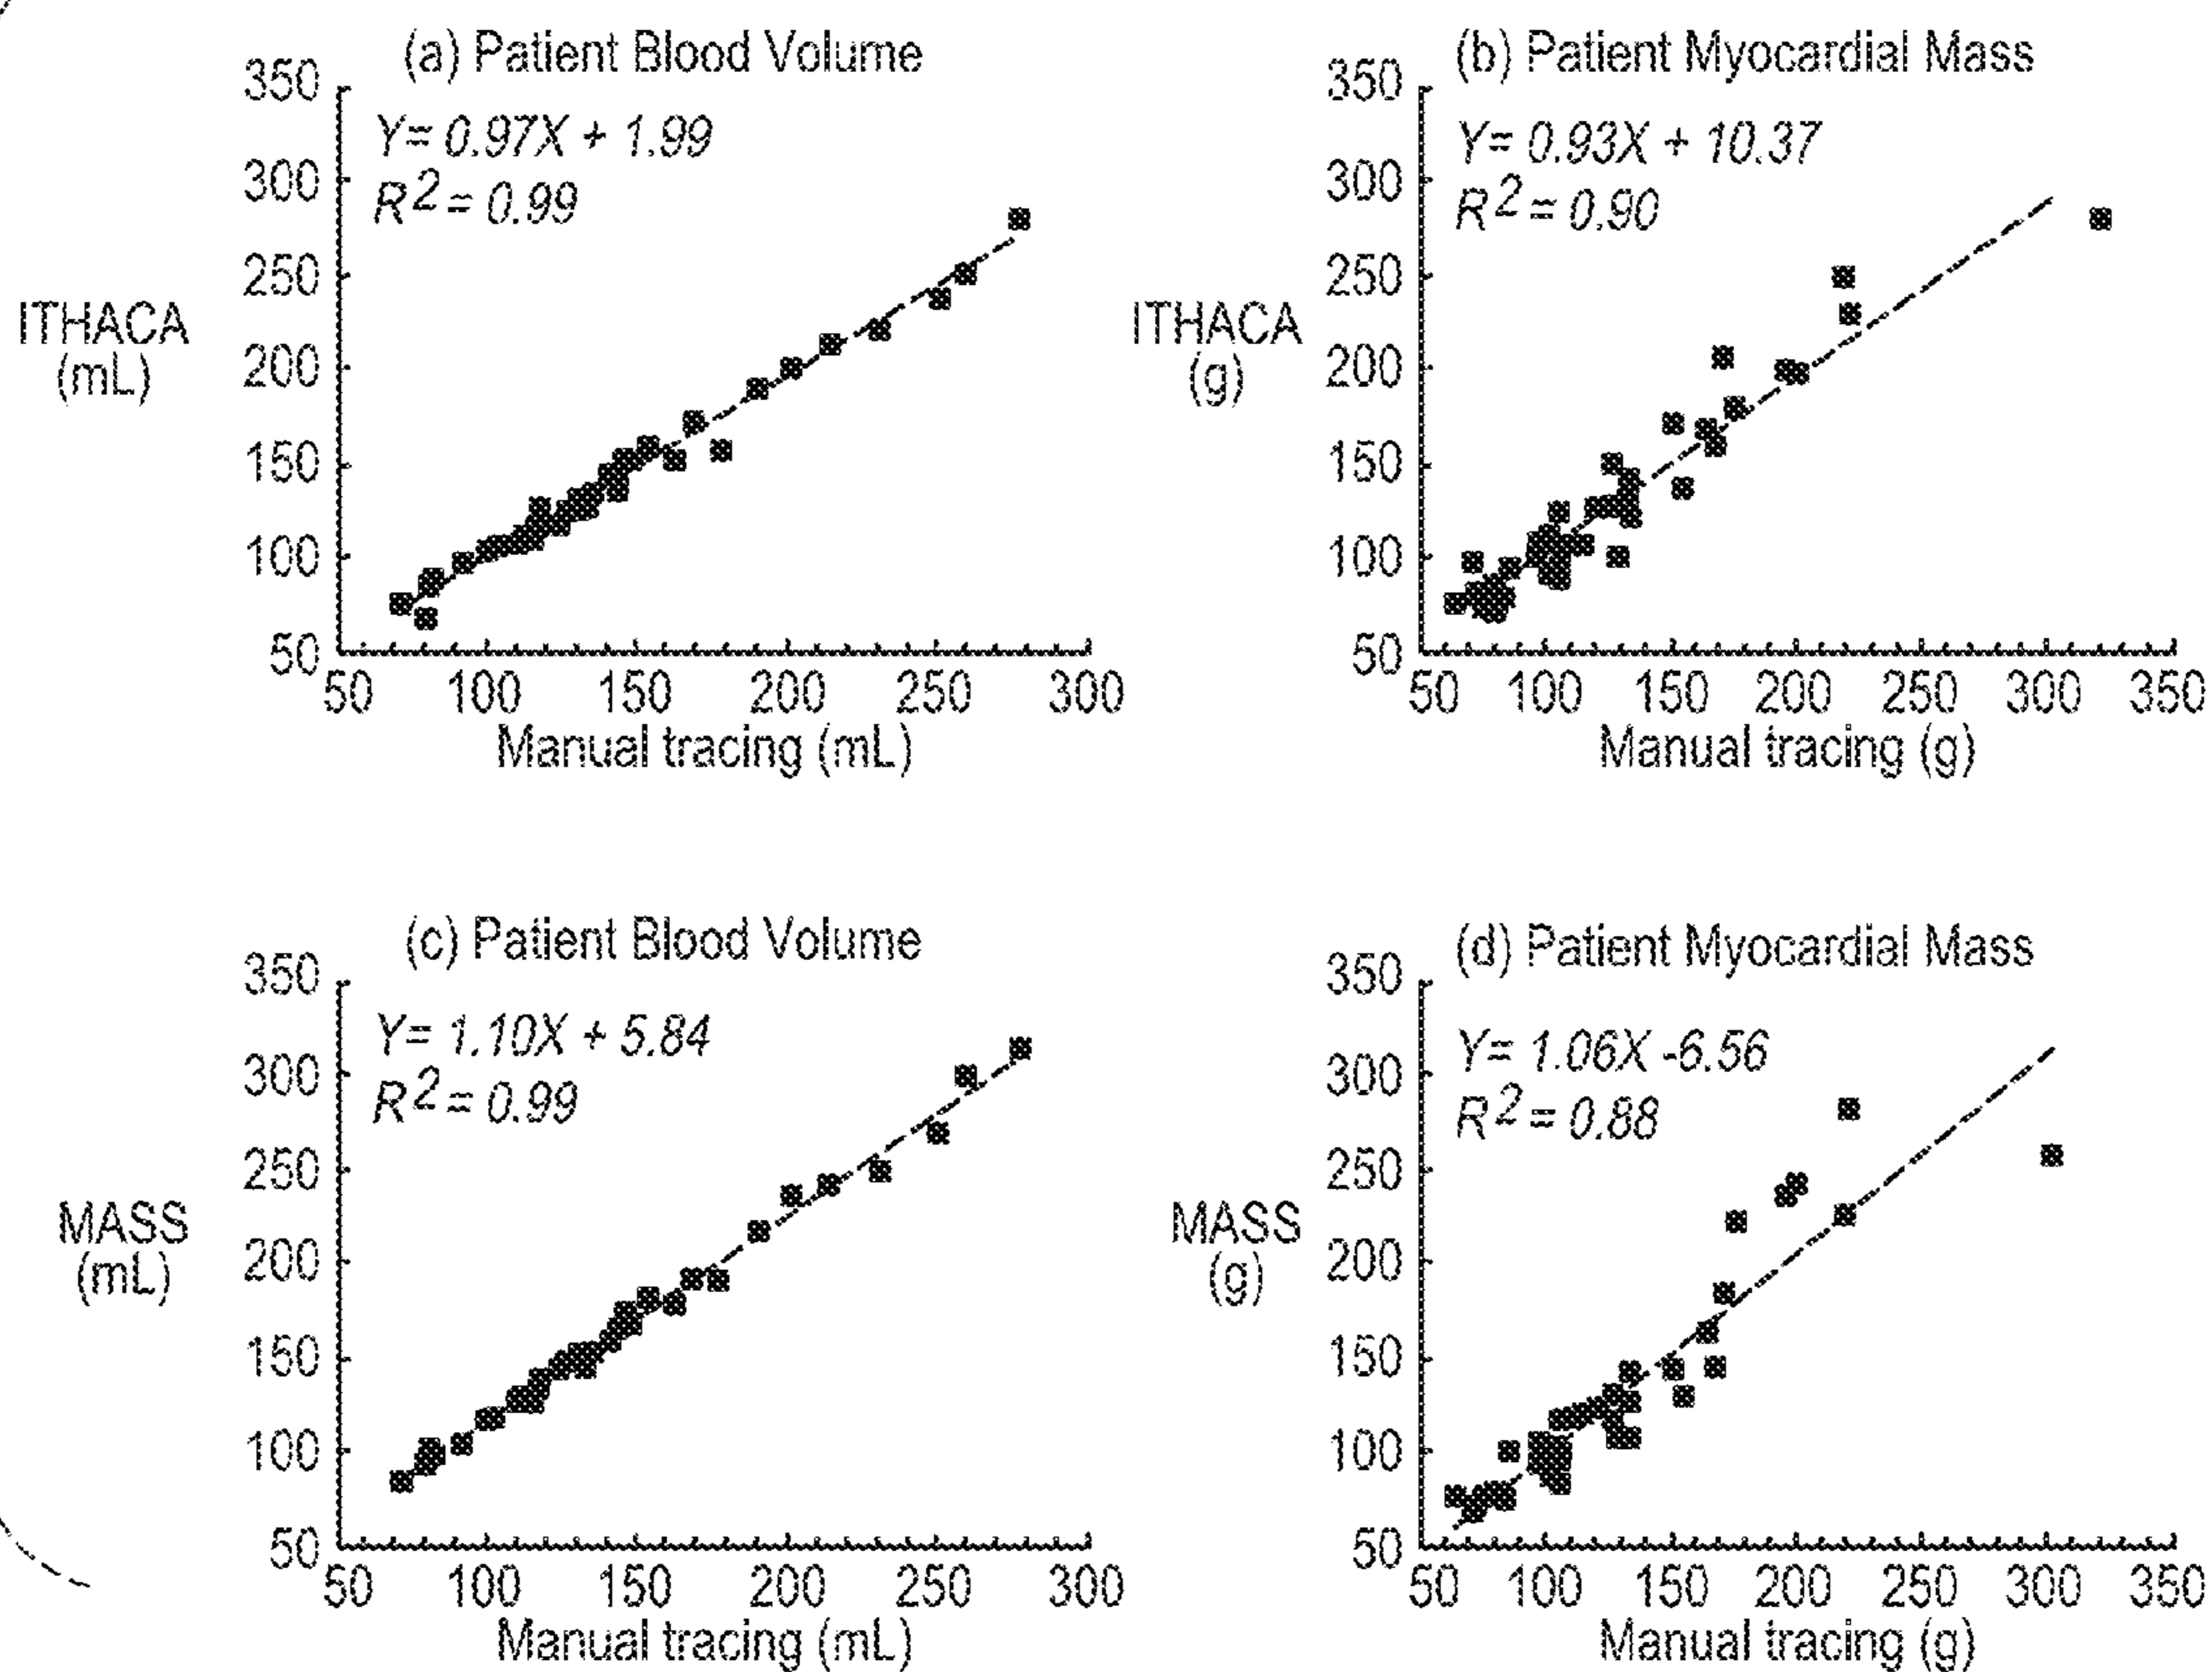 (a) Patient Blood Volume
350
300
250
200
150
100
50
Y= 0.97X + 1.99
R2 = 0.99
ITHACA
(mL)
50 100 150 200 250 300
Manual tracing (mL)
(b) Patient Myocardial Mass
350
300
250
200
150
100
50
Y= 0.93X + 10.37
R2 = 0.90
ITHACA
(g)
50 100 150 200 250 300 350
Manual tracing (g)
(c) Patient Blood Volume
350
300
250
200
150
100
50
Y= 1.10X + 5.84
R2 = 0.99
MASS
(mL)
50 100 150 200 250 300
Manual tracing (mL)
(d) Patient Myocardial Mass
350
300
250
200
150
100
50
Y= 1.06X -6.56
R2 = 0.88
MASS
(g)
50 100 150 200 250 300 350
Manual tracing (g)